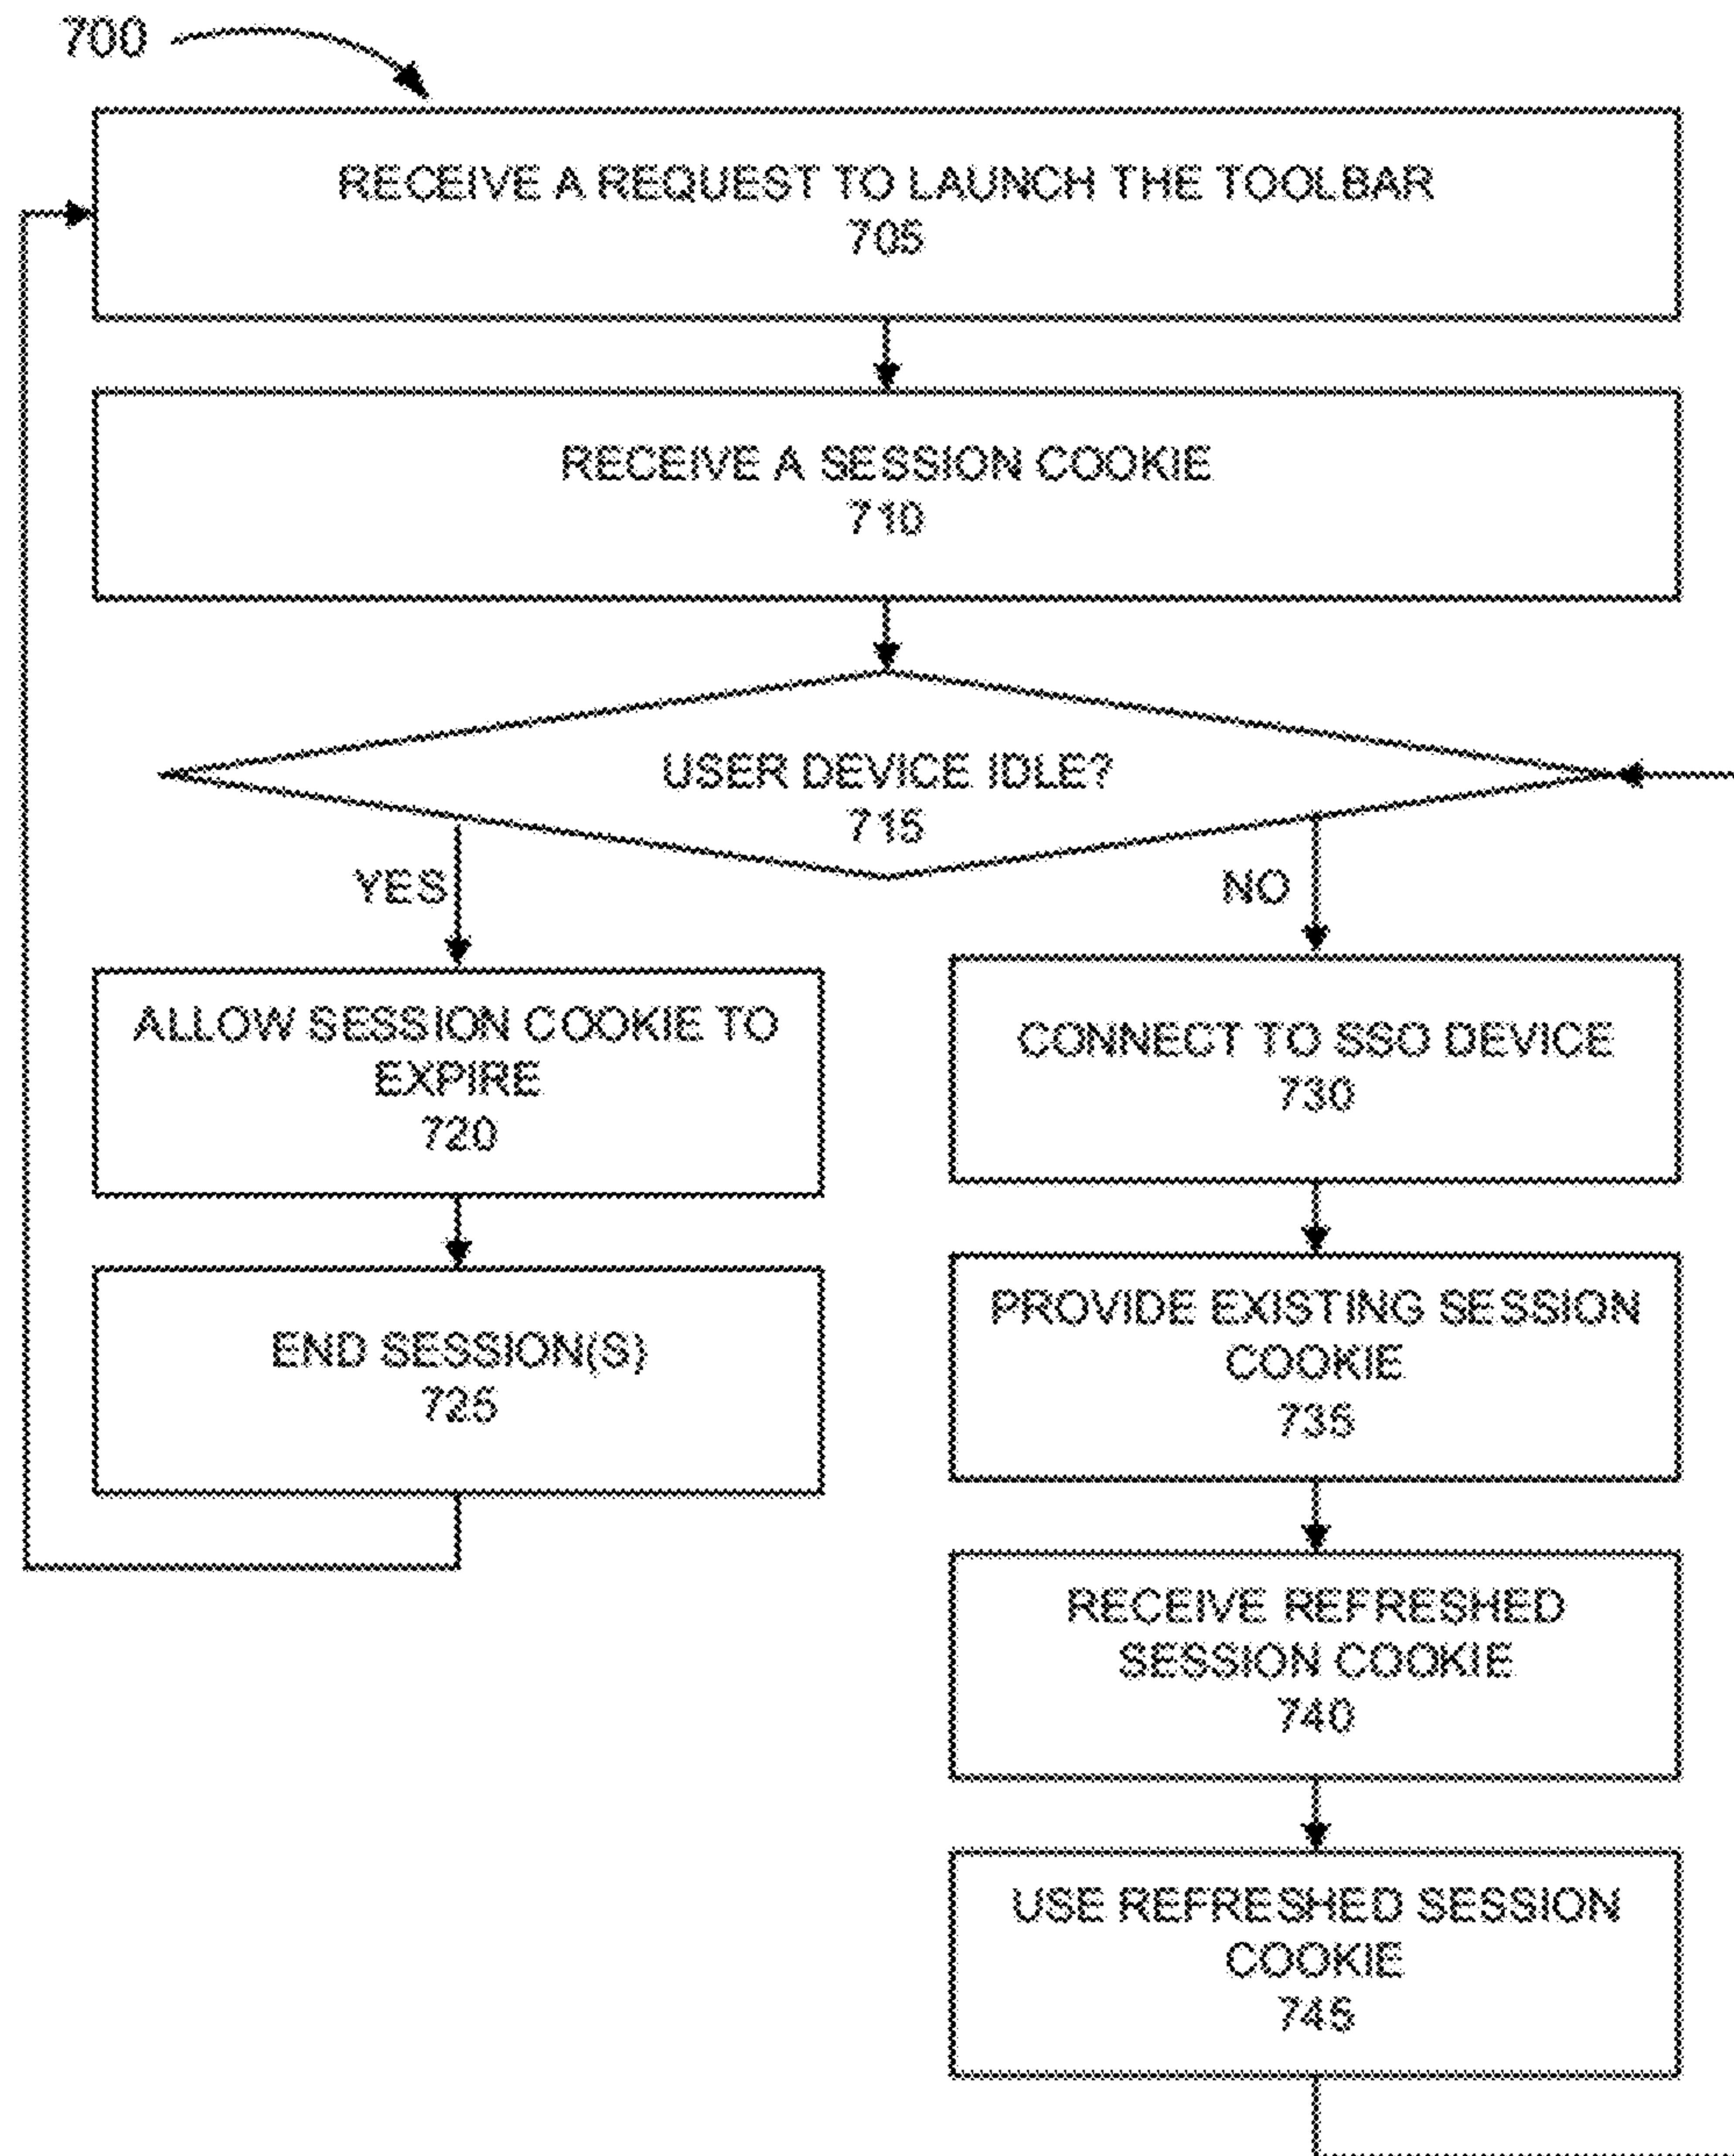 700
RECEIVE A REQUEST TO LAUNCH THE TOOLBAR
705
RECEIVE A SESSION COOKIE
710
USER DEVICE IDLE?
715
YES
NO
ALLOW SESSION COOKIE TO
EXPIRE
720
END SESSION(S)
725
CONNECT TO SSO DEVICE
730
PROVIDE EXISTING SESSION
COOKIE
735
RECEIVE REFRESHED
SESSION COOKIE
740
USE REFRESHED SESSION
COOKIE
745